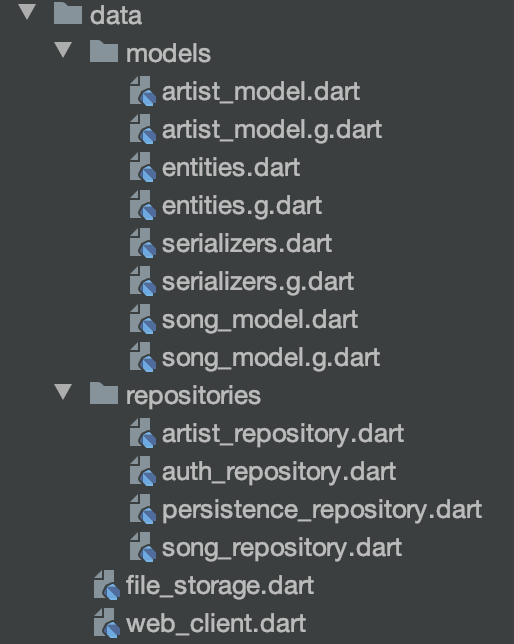 data
models
artist_model.dart
artist_model.g.dart
entities.dart
entities.g.dart
serializers.dart
serializers.g.dart
song_model.dart
song_model.g.dart
repositories
artist_repository.dart
auth_repository.dart
persistence_repository.dart
song_repository.dart
file_storage.dart
web_client.dart